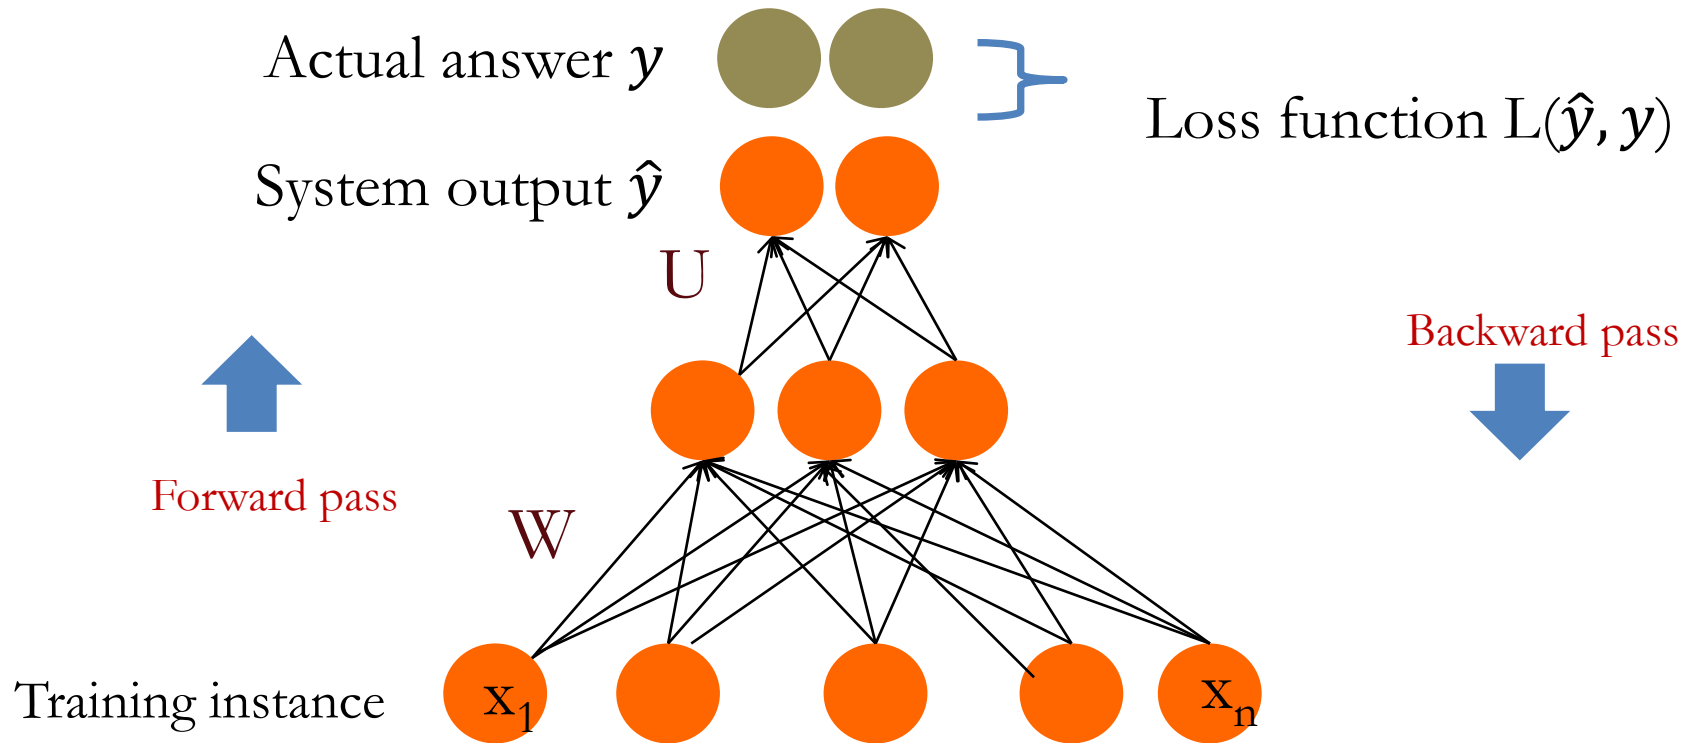 Actual answer y
Loss function L(ŷ, y)
System output ŷ
U
Backward pass
Forward pass
W
Training instance
x₁
xₙ